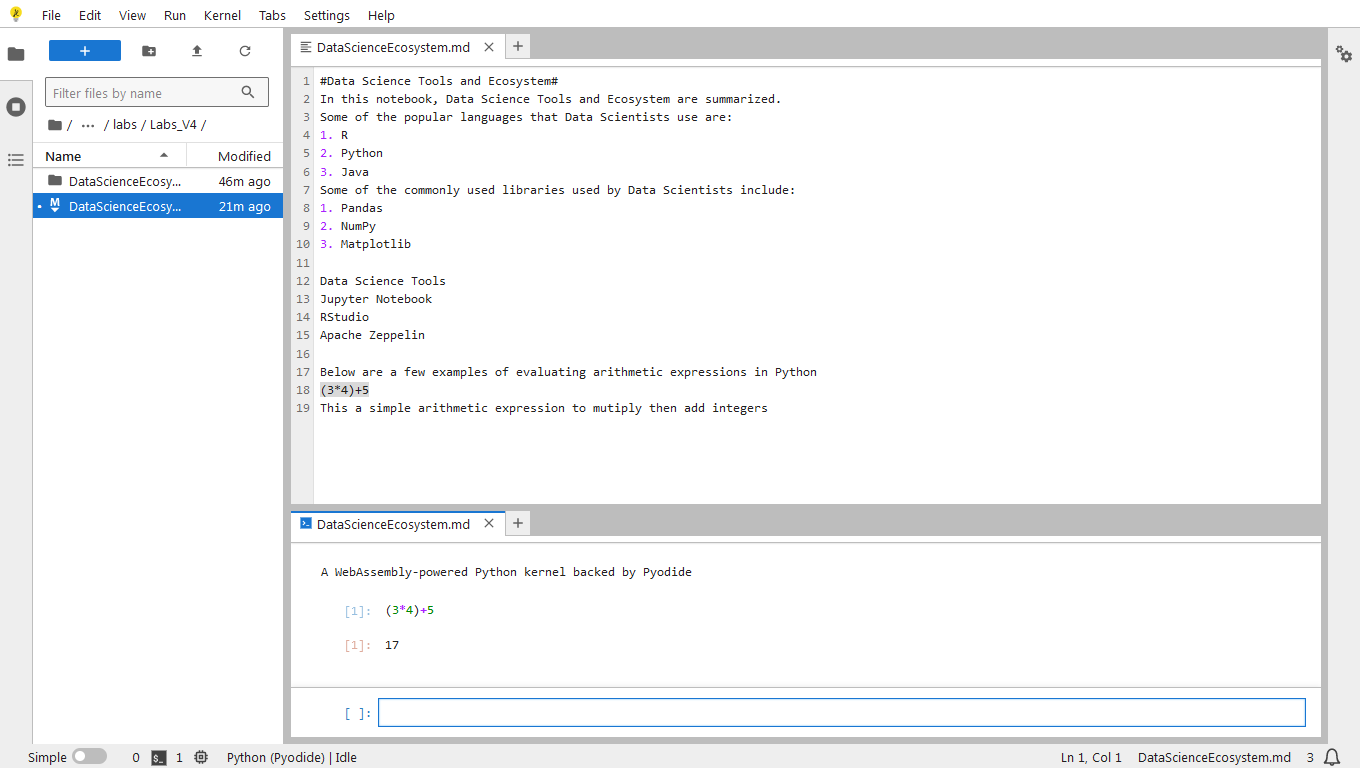 File Edit View Run Kernel Tabs Settings Help
+
Filter files by name
/ ... / labs / Labs_V4 /
Name Modified
DataScienceEcosy... 46m ago
M DataScienceEcosy... 21m ago
DataScienceEcosystem.md × +
1 #Data Science Tools and Ecosystem#
2 In this notebook, Data Science Tools and Ecosystem are summarized.
3 Some of the popular languages that Data Scientists use are:
4 1. R
5 2. Python
6 3. Java
7 Some of the commonly used libraries used by Data Scientists include:
8 1. Pandas
9 2. NumPy
10 3. Matplotlib
11
12 Data Science Tools
13 Jupyter Notebook
14 RStudio
15 Apache Zeppelin
16
17 Below are a few examples of evaluating arithmetic expressions in Python
18 (3*4)+5
19 This a simple arithmetic expression to mutiply then add integers
DataScienceEcosystem.md × +
A WebAssembly-powered Python kernel backed by Pyodide
[1]: (3*4)+5
[1]: 17
[ ]:
Simple 0 $_ 1 Python (Pyodide) | Idle Ln 1, Col 1 DataScienceEcosystem.md 3